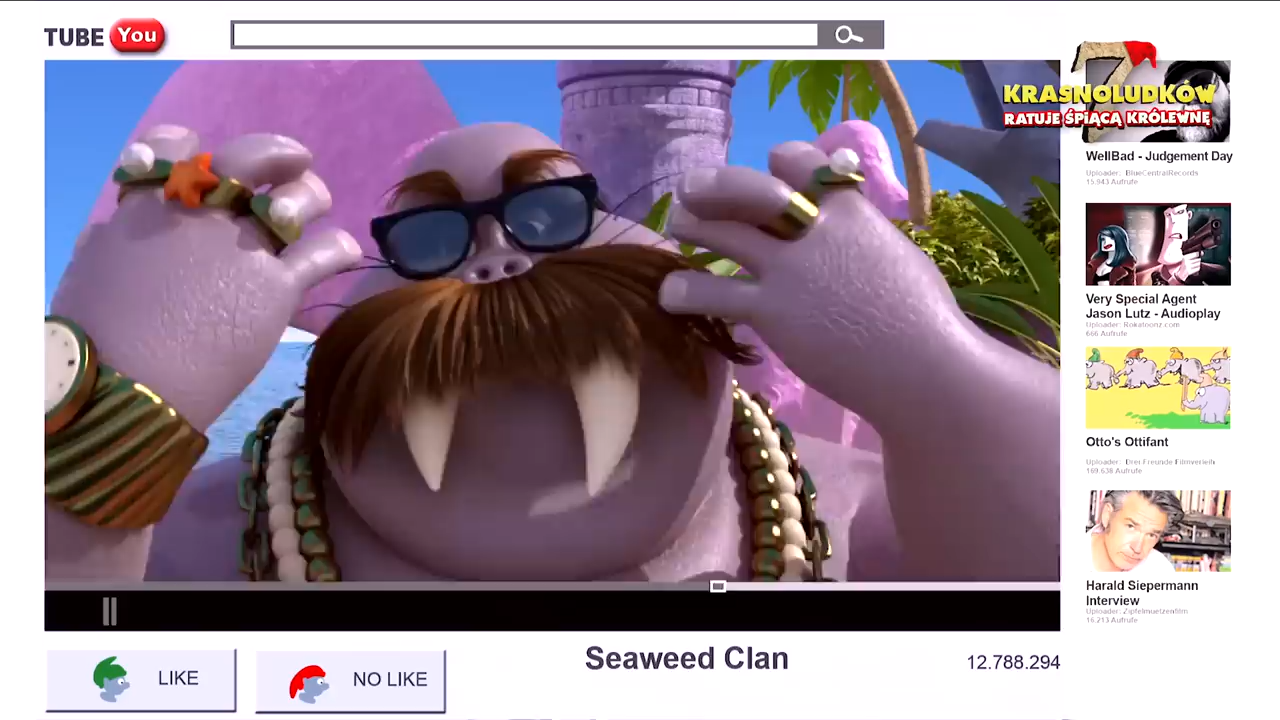 TUBE You
7
KRASNOLUDKÓW
RATUJE ŚPIĄCĄ KRÓLEWNĘ
WellBad - Judgement Day
Uploader: BlueCentralRecords
15.943 Aufrufe
Very Special Agent
Jason Lutz - Audioplay
Uploader: Rokatoonz.com
666 Aufrufe
Otto's Ottifant
Uploader: Drei Freunde Filmverleih
169.638 Aufrufe
Harald Siepermann
Interview
Uploader: Zipfelmuetzenfilm
16.213 Aufrufe
Seaweed Clan
12.788.294
LIKE
NO LIKE